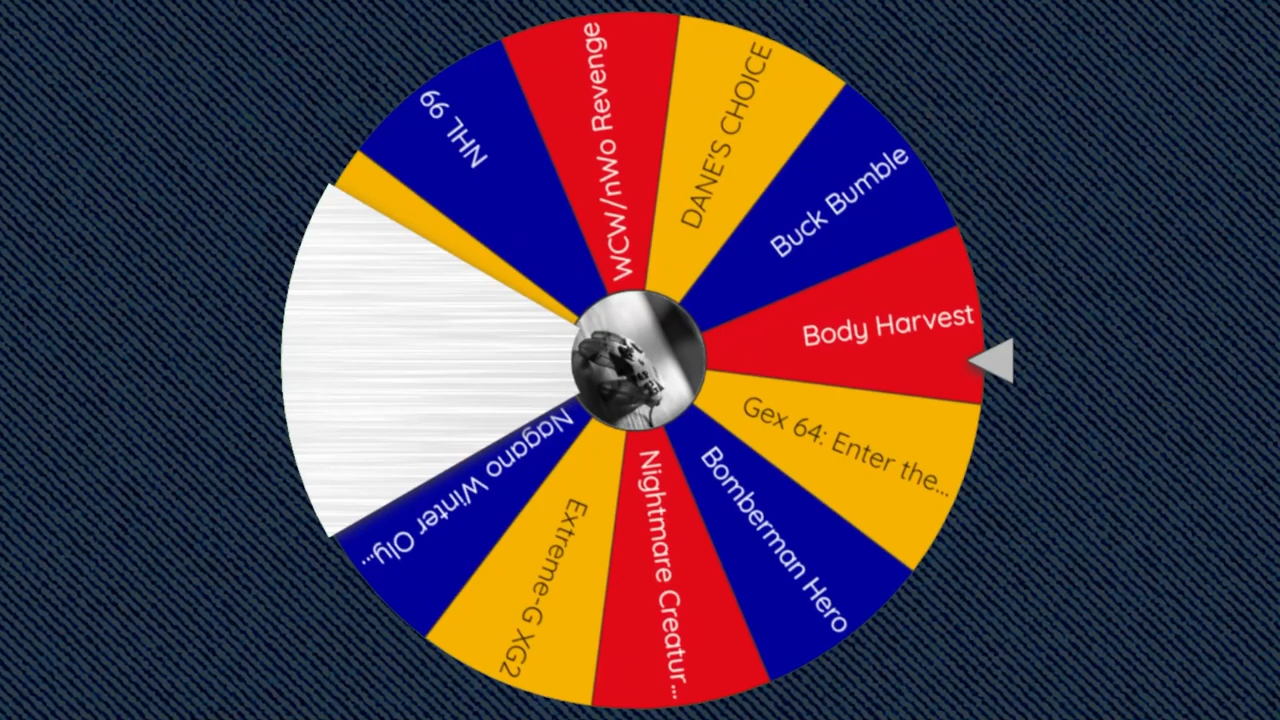 NHL 99
WCW/nWo Revenge
DANE'S CHOICE
Buck Bumble
Body Harvest
Gex 64: Enter the...
Bomberman Hero
Nightmare Creatur...
Extreme-G XG2
Nagano Winter Oly...